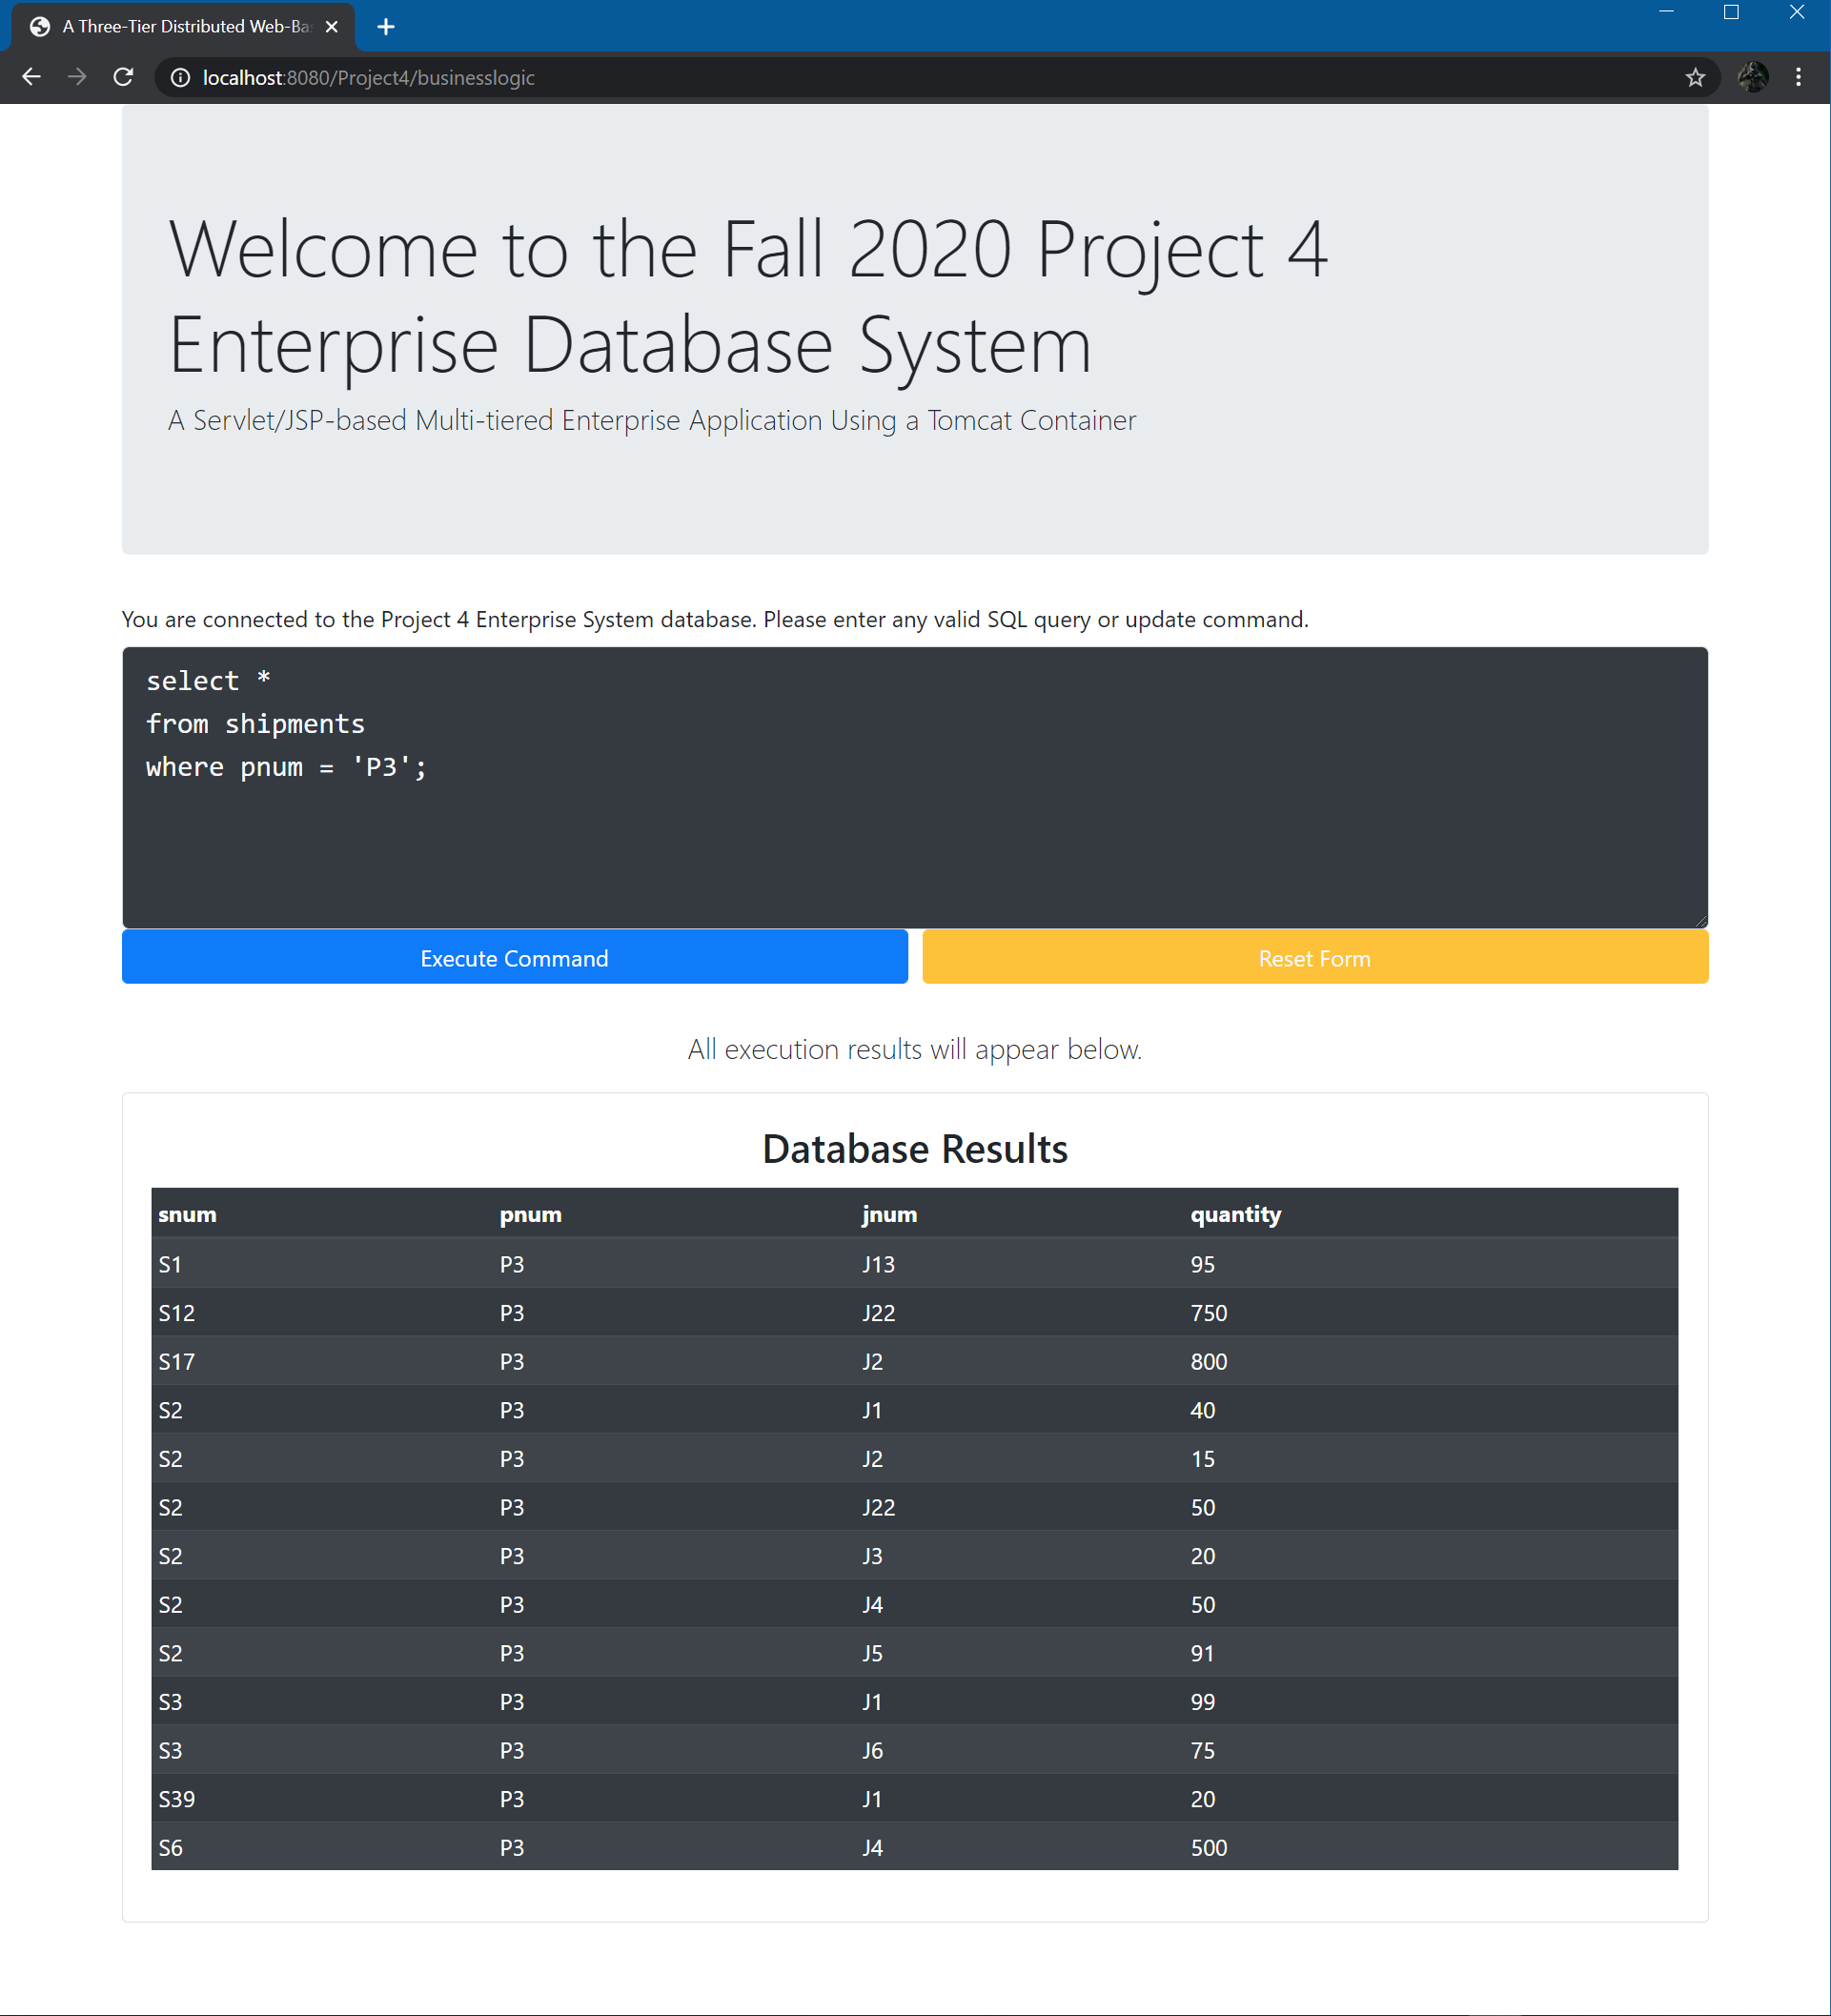 A Three-Tier Distributed Web-Ba
localhost:8080/Project4/businesslogic
Welcome to the Fall 2020 Project 4
Enterprise Database System
A Servlet/JSP-based Multi-tiered Enterprise Application Using a Tomcat Container
You are connected to the Project 4 Enterprise System database. Please enter any valid SQL query or update command.
select *
from shipments
where pnum = 'P3';
Execute Command Reset Form
All execution results will appear below.
Database Results
snum pnum jnum quantity
S1 P3 J13 95
S12 P3 J22 750
S17 P3 J2 800
S2 P3 J1 40
S2 P3 J2 15
S2 P3 J22 50
S2 P3 J3 20
S2 P3 J4 50
S2 P3 J5 91
S3 P3 J1 99
S3 P3 J6 75
S39 P3 J1 20
S6 P3 J4 500